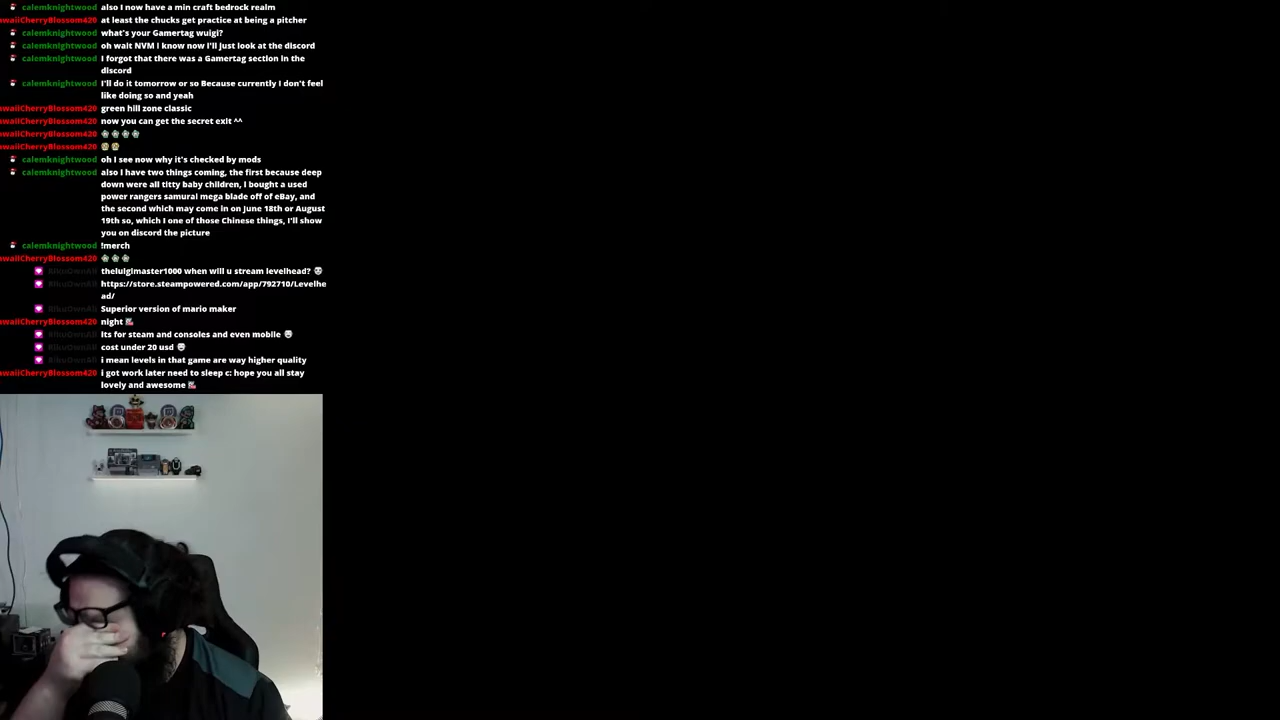 calemknightwood also I now have a min craft bedrock realm
awaiiCherryBlossom420 at least the chucks get practice at being a pitcher
calemknightwood what's your Gamertag wuigi?
calemknightwood oh wait NVM I know now I'll just look at the discord
calemknightwood I forgot that there was a Gamertag section in the
discord
calemknightwood I'll do it tomorrow or so Because currently I don't feel
like doing so and yeah
awaiiCherryBlossom420 green hill zone classic
awaiiCherryBlossom420 now you can get the secret exit ^^
awaiiCherryBlossom420
awaiiCherryBlossom420
calemknightwood oh I see now why it's checked by mods
calemknightwood also I have two things coming, the first because deep
down were all titty baby children, I bought a used
power rangers samurai mega blade off of eBay, and
the second which may come in on June 18th or August
19th so, which I one of those Chinese things, I'll show
you on discord the picture
calemknightwood !merch
awaiiCherryBlossom420
theluigimaster1000 when will u stream levelhead?
https://store.steampowered.com/app/792710/Levelhe
ad/
Superior version of mario maker
awaiiCherryBlossom420 night
its for steam and consoles and even mobile
cost under 20 usd
i mean levels in that game are way higher quality
awaiiCherryBlossom420 i got work later need to sleep c: hope you all stay
lovely and awesome